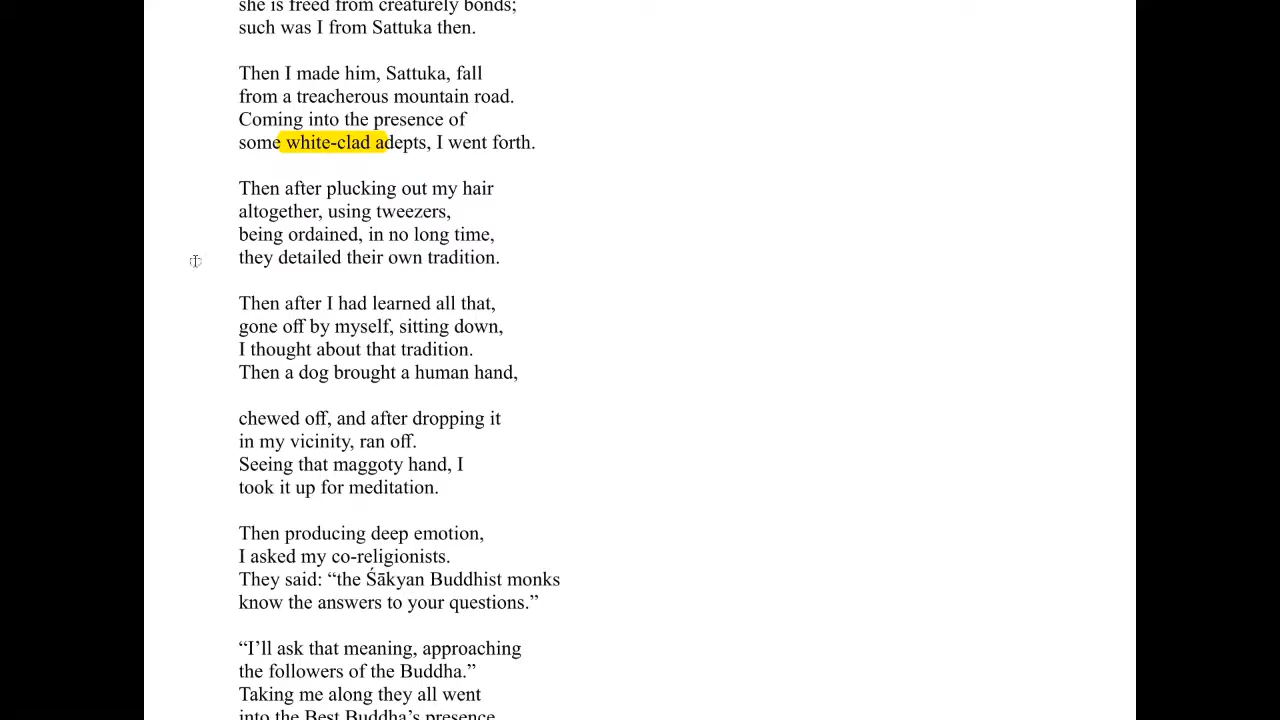 she is freed from creaturely bonds;
such was I from Sattuka then.
Then I made him, Sattuka, fall
from a treacherous mountain road.
Coming into the presence of
some white-clad adepts, I went forth.
Then after plucking out my hair
altogether, using tweezers,
being ordained, in no long time,
they detailed their own tradition.
Then after I had learned all that,
gone off by myself, sitting down,
I thought about that tradition.
Then a dog brought a human hand,
chewed off, and after dropping it
in my vicinity, ran off.
Seeing that maggoty hand, I
took it up for meditation.
Then producing deep emotion,
I asked my co-religionists.
They said: “the Śākyan Buddhist monks
know the answers to your questions.”
“I’ll ask that meaning, approaching
the followers of the Buddha.”
Taking me along they all went
into the Best Buddha’s presence